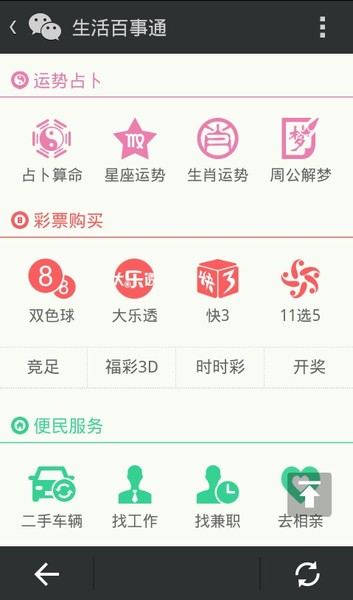 生活百事通
运势占卜
占卜算命 星座运势 生肖运势 周公解梦
彩票购买
双色球 大乐透 快3 11选5
竞足 福彩3D 时时彩 开奖
便民服务
二手车辆 找工作 找兼职 去相亲